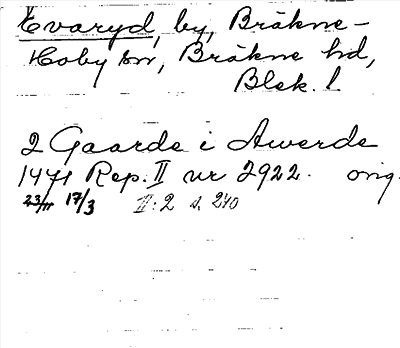 Evaryd, by, Bräkne-
Hoby sn, Bräkne hd,
Blek. l
2 Gaarde i Awerde
1471 Rep. II nr 2922. orig.
23/11 17/3 II:2 s. 240